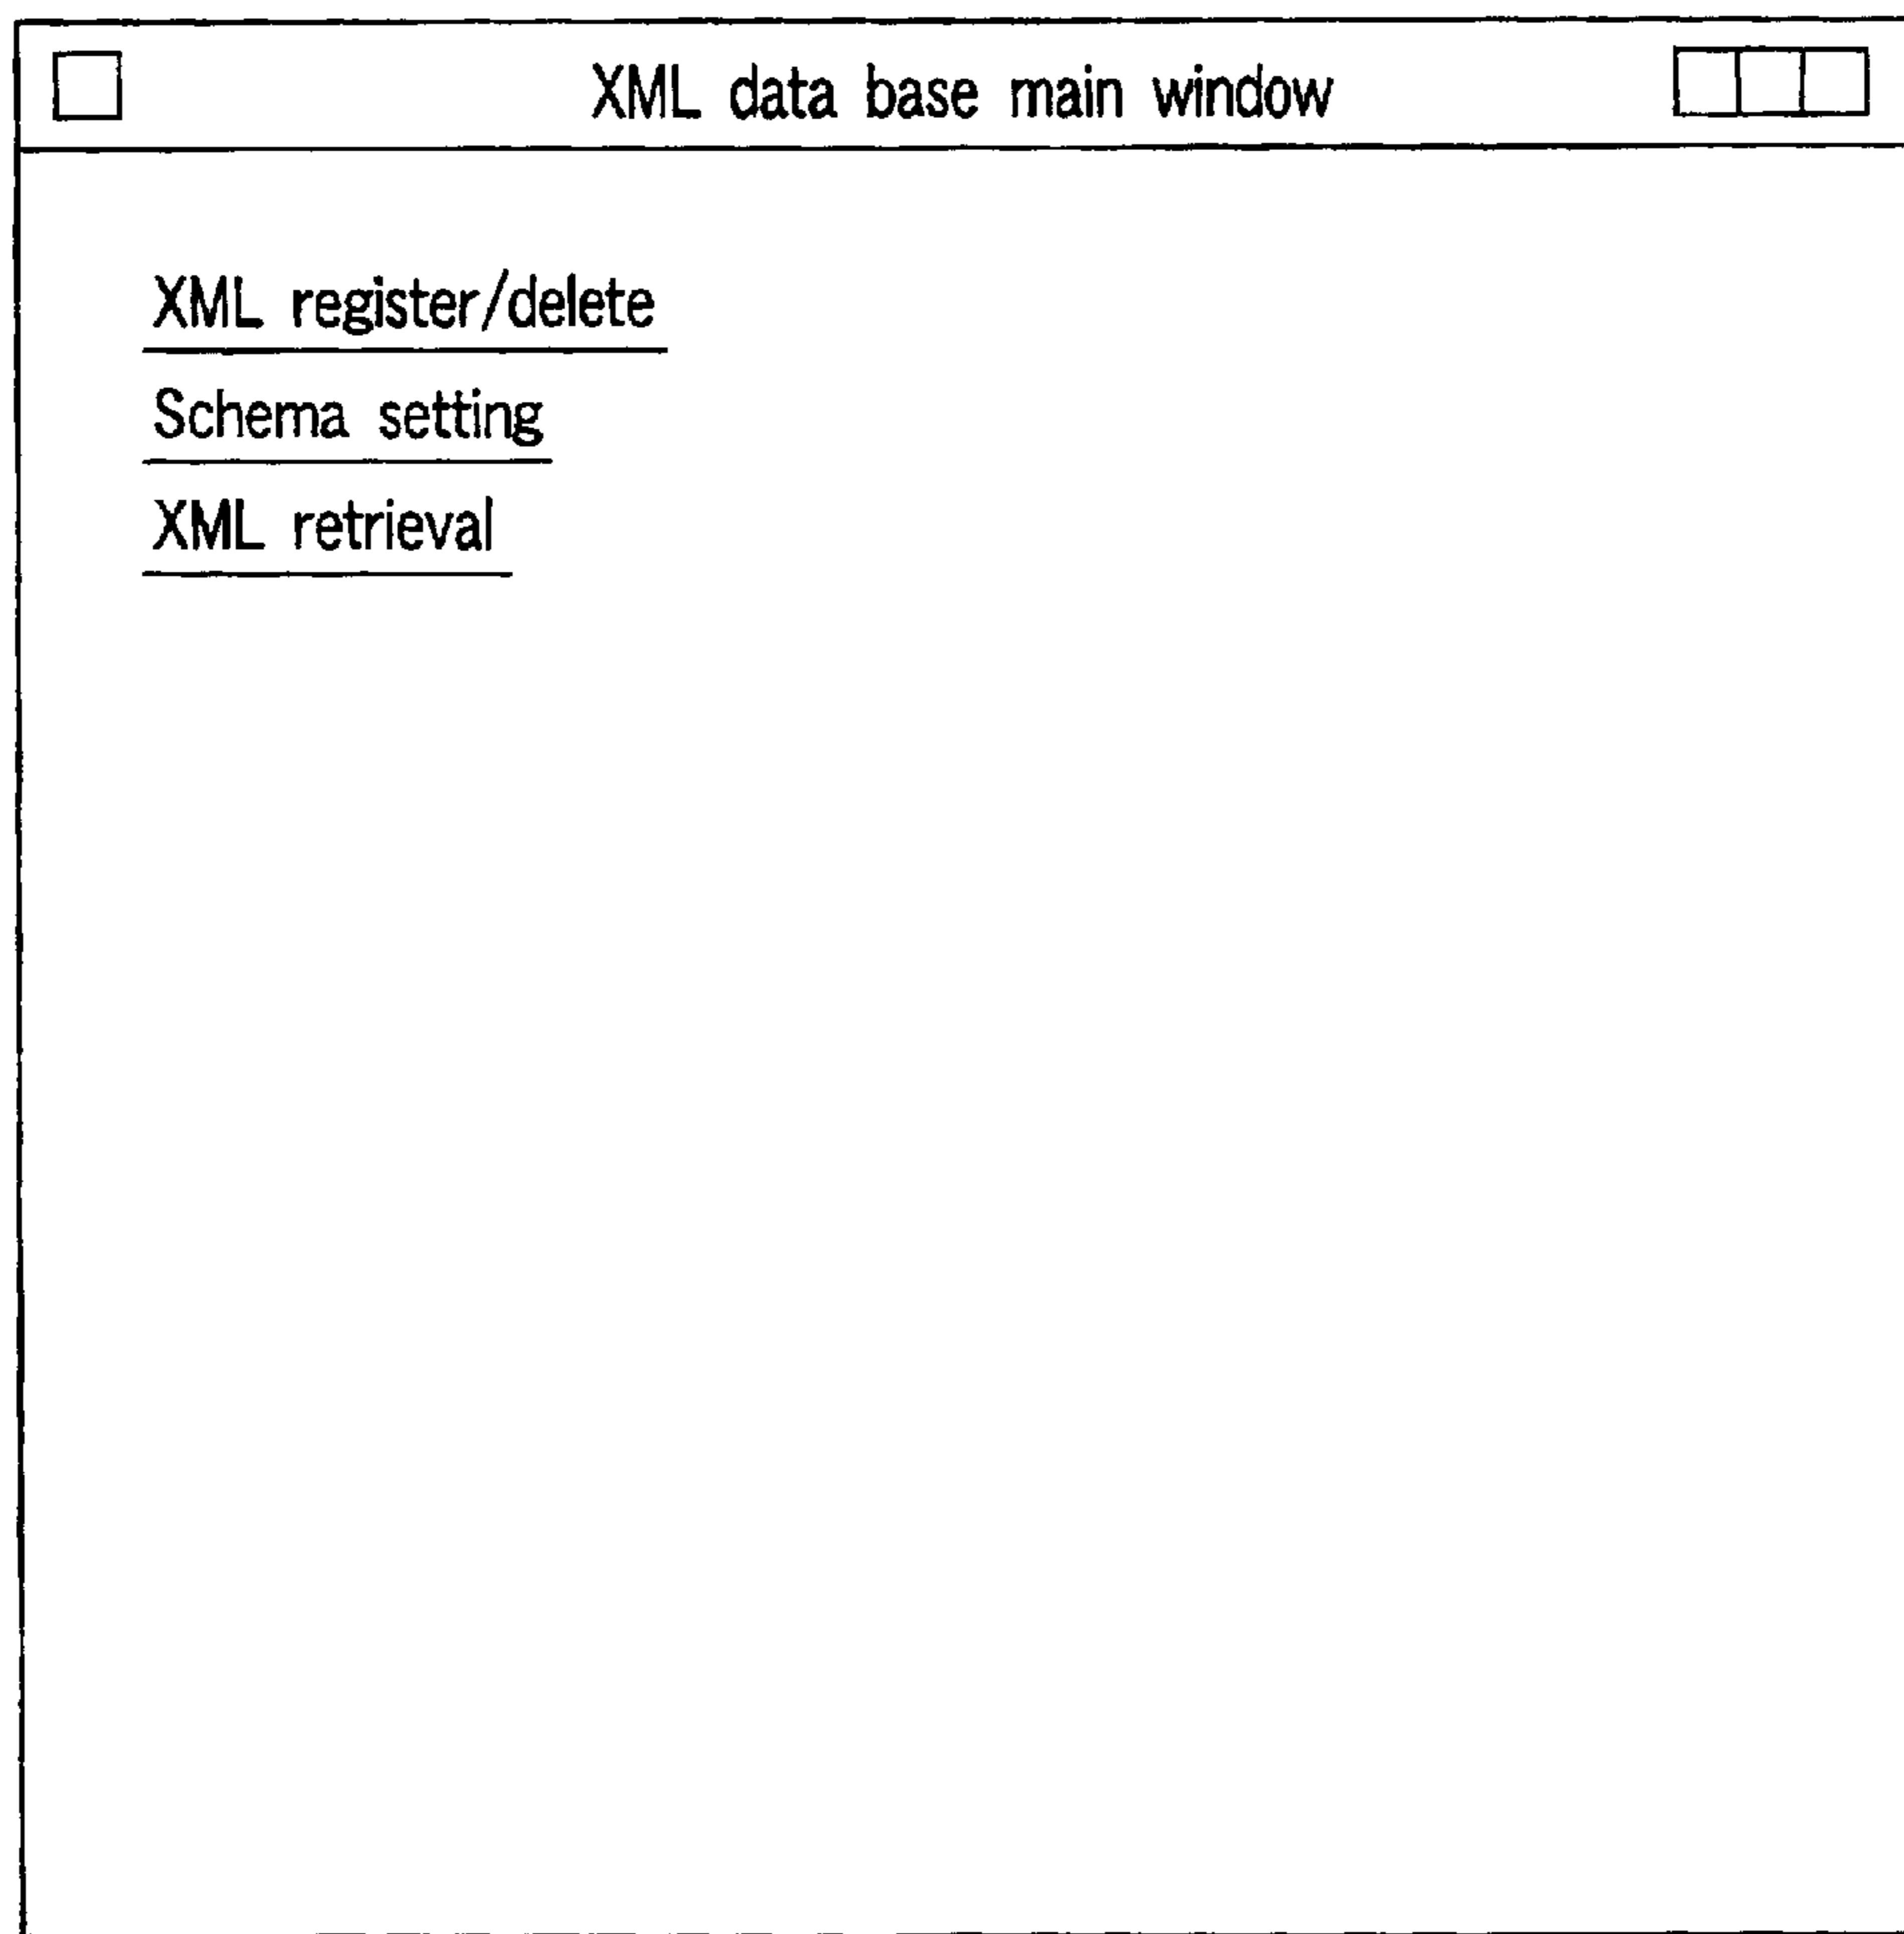 XML data base main window
XML register/delete
Schema setting
XML retrieval